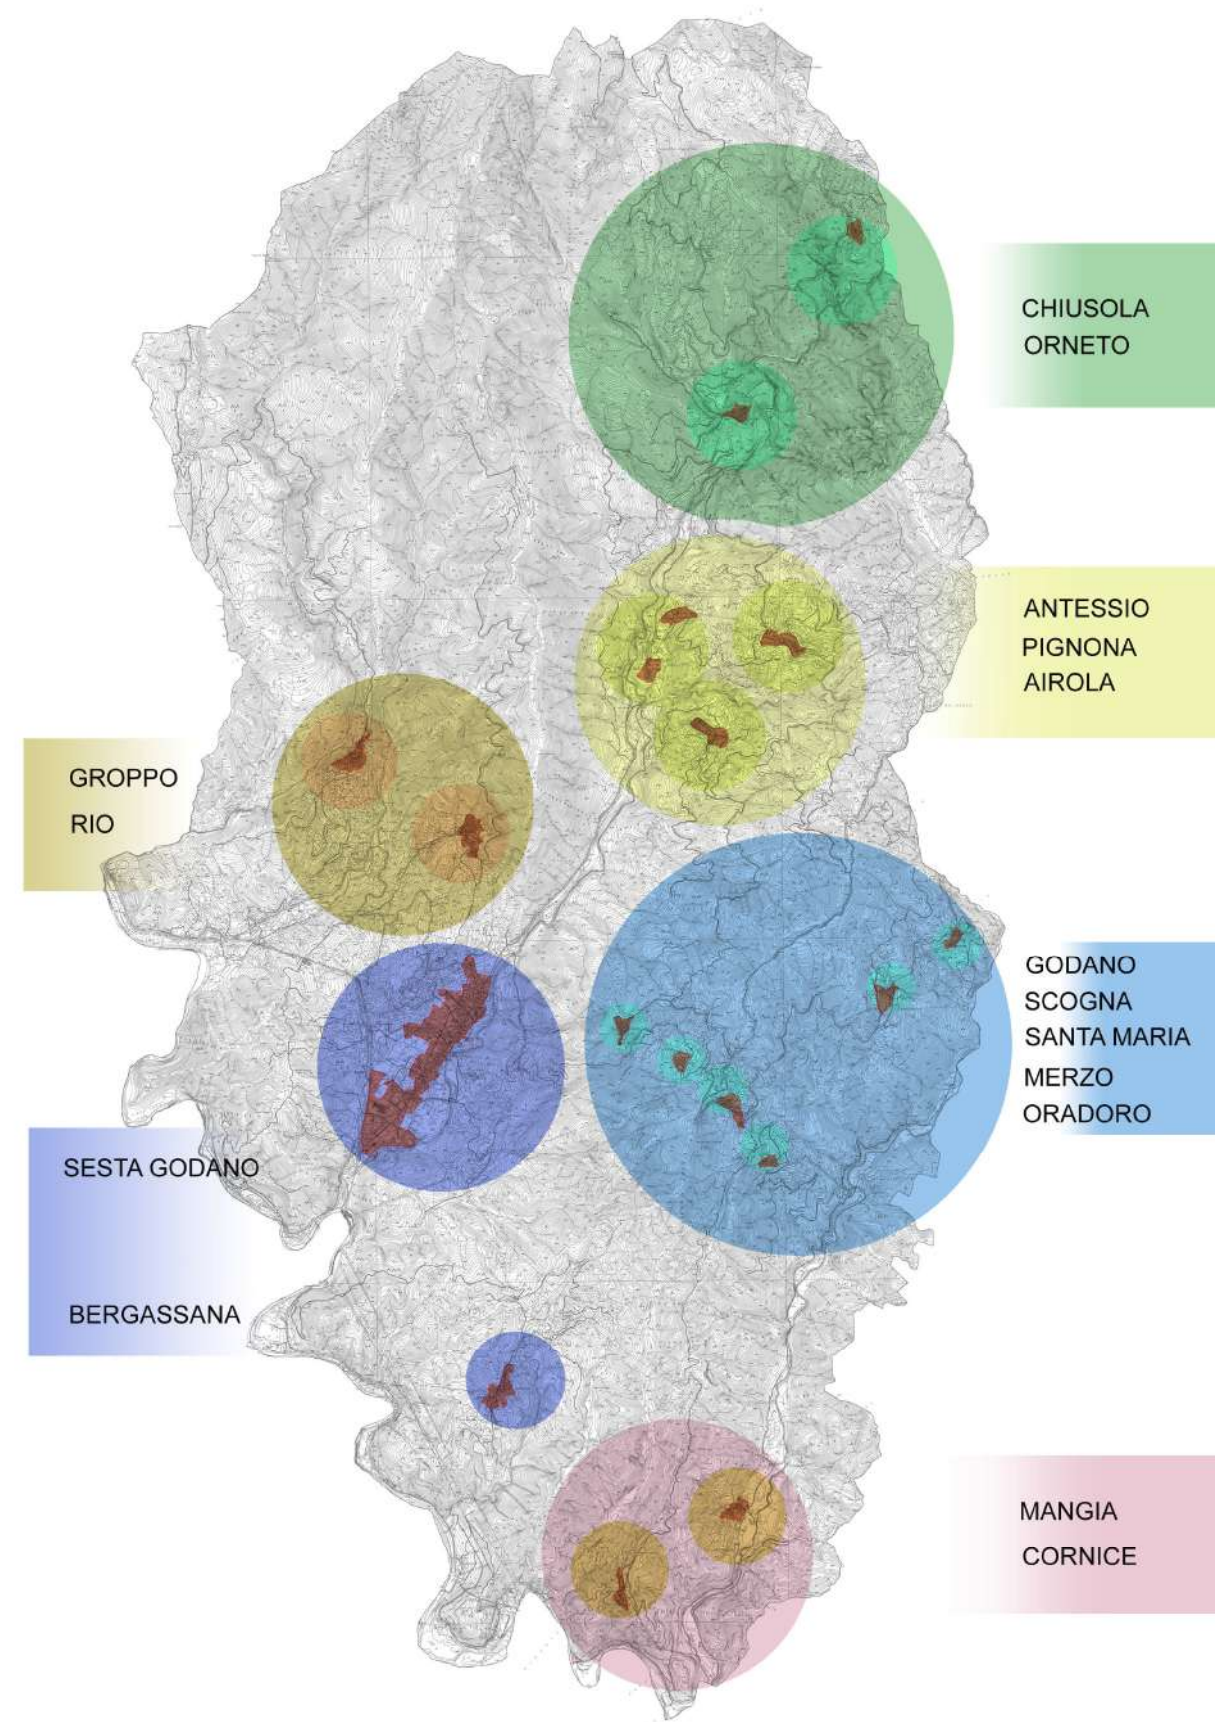 CHIUSOLA
ORNETO
ANTESSIO
PIGNONA
AIROLA
GROPPO
RIO
GODANO
SCOGNA
SANTA MARIA
MERZO
ORADORO
SESTA GODANO
BERGASSANA
MANGIA
CORNICE